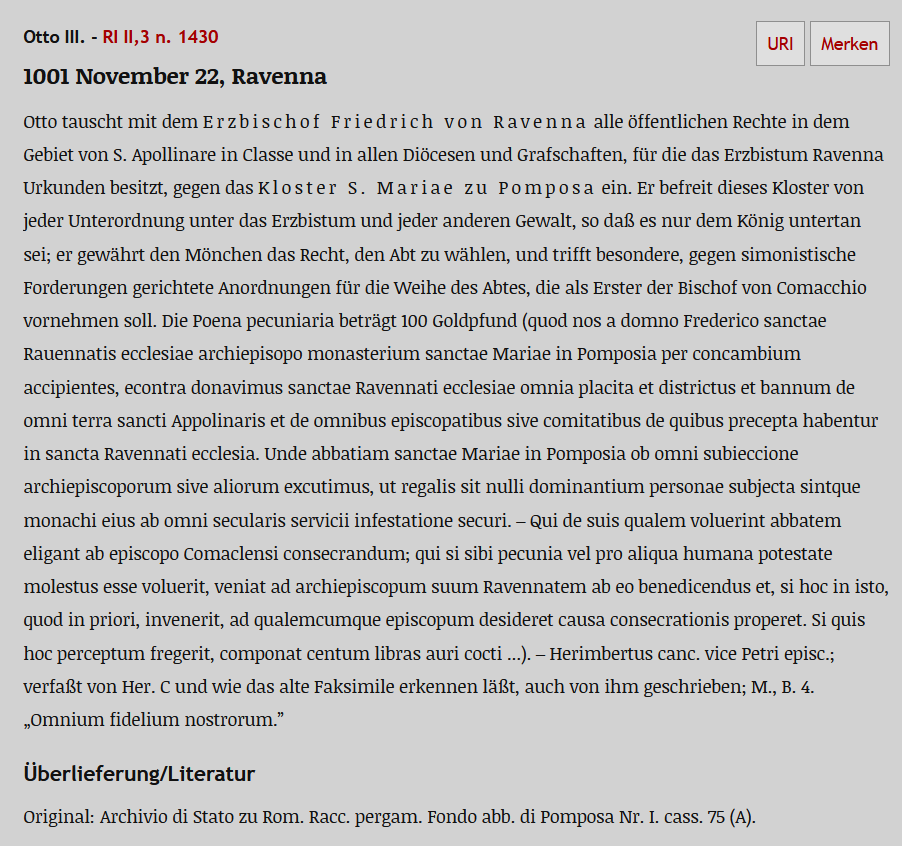 Otto III. - RI II,3 n. 1430
URI
Merken
1001 November 22, Ravenna
Otto tauscht mit dem Erzbischof Friedrich von Ravenna alle öffentlichen Rechte in dem
Gebiet von S. Apollinare in Classe und in allen Diöcesen und Grafschaften, für die das Erzbistum Ravenna
Urkunden besitzt, gegen das Kloster S. Mariae zu Pomposa ein. Er befreit dieses Kloster von
jeder Unterordnung unter das Erzbistum und jeder anderen Gewalt, so daß es nur dem König untertan
sei; er gewährt den Mönchen das Recht, den Abt zu wählen, und trifft besondere, gegen simonistische
Forderungen gerichtete Anordnungen für die Weihe des Abtes, die als Erster der Bischof von Comacchio
vornehmen soll. Die Poena pecuniaria beträgt 100 Goldpfund (quod nos a domno Frederico sanctae
Rauennatis ecclesiae archiepisopo monasterium sanctae Mariae in Pomposia per concambium
accipientes, econtra donavimus sanctae Ravennati ecclesiae omnia placita et districtus et bannum de
omni terra sancti Appolinaris et de omnibus episcopatibus sive comitatibus de quibus precepta habentur
in sancta Ravennati ecclesia. Unde abbatiam sanctae Mariae in Pomposia ob omni subieccione
archiepiscoporum sive aliorum excutimus, ut regalis sit nulli dominantium personae subjecta sintque
monachi eius ab omni secularis servicii infestatione securi. – Qui de suis qualem voluerint abbatem
eligant ab episcopo Comaclensi consecrandum; qui si sibi pecunia vel pro aliqua humana potestate
molestus esse voluerit, veniat ad archiepiscopum suum Ravennatem ab eo benedicendus et, si hoc in isto,
quod in priori, invenerit, ad qualemcumque episcopum desideret causa consecrationis properet. Si quis
hoc perceptum fregerit, componat centum libras auri cocti ...). – Herimbertus canc. vice Petri episc.;
verfaßt von Her. C und wie das alte Faksimile erkennen läßt, auch von ihm geschrieben; M., B. 4.
„Omnium fidelium nostrorum.”
Überlieferung/Literatur
Original: Archivio di Stato zu Rom. Racc. pergam. Fondo abb. di Pomposa Nr. I. cass. 75 (A).